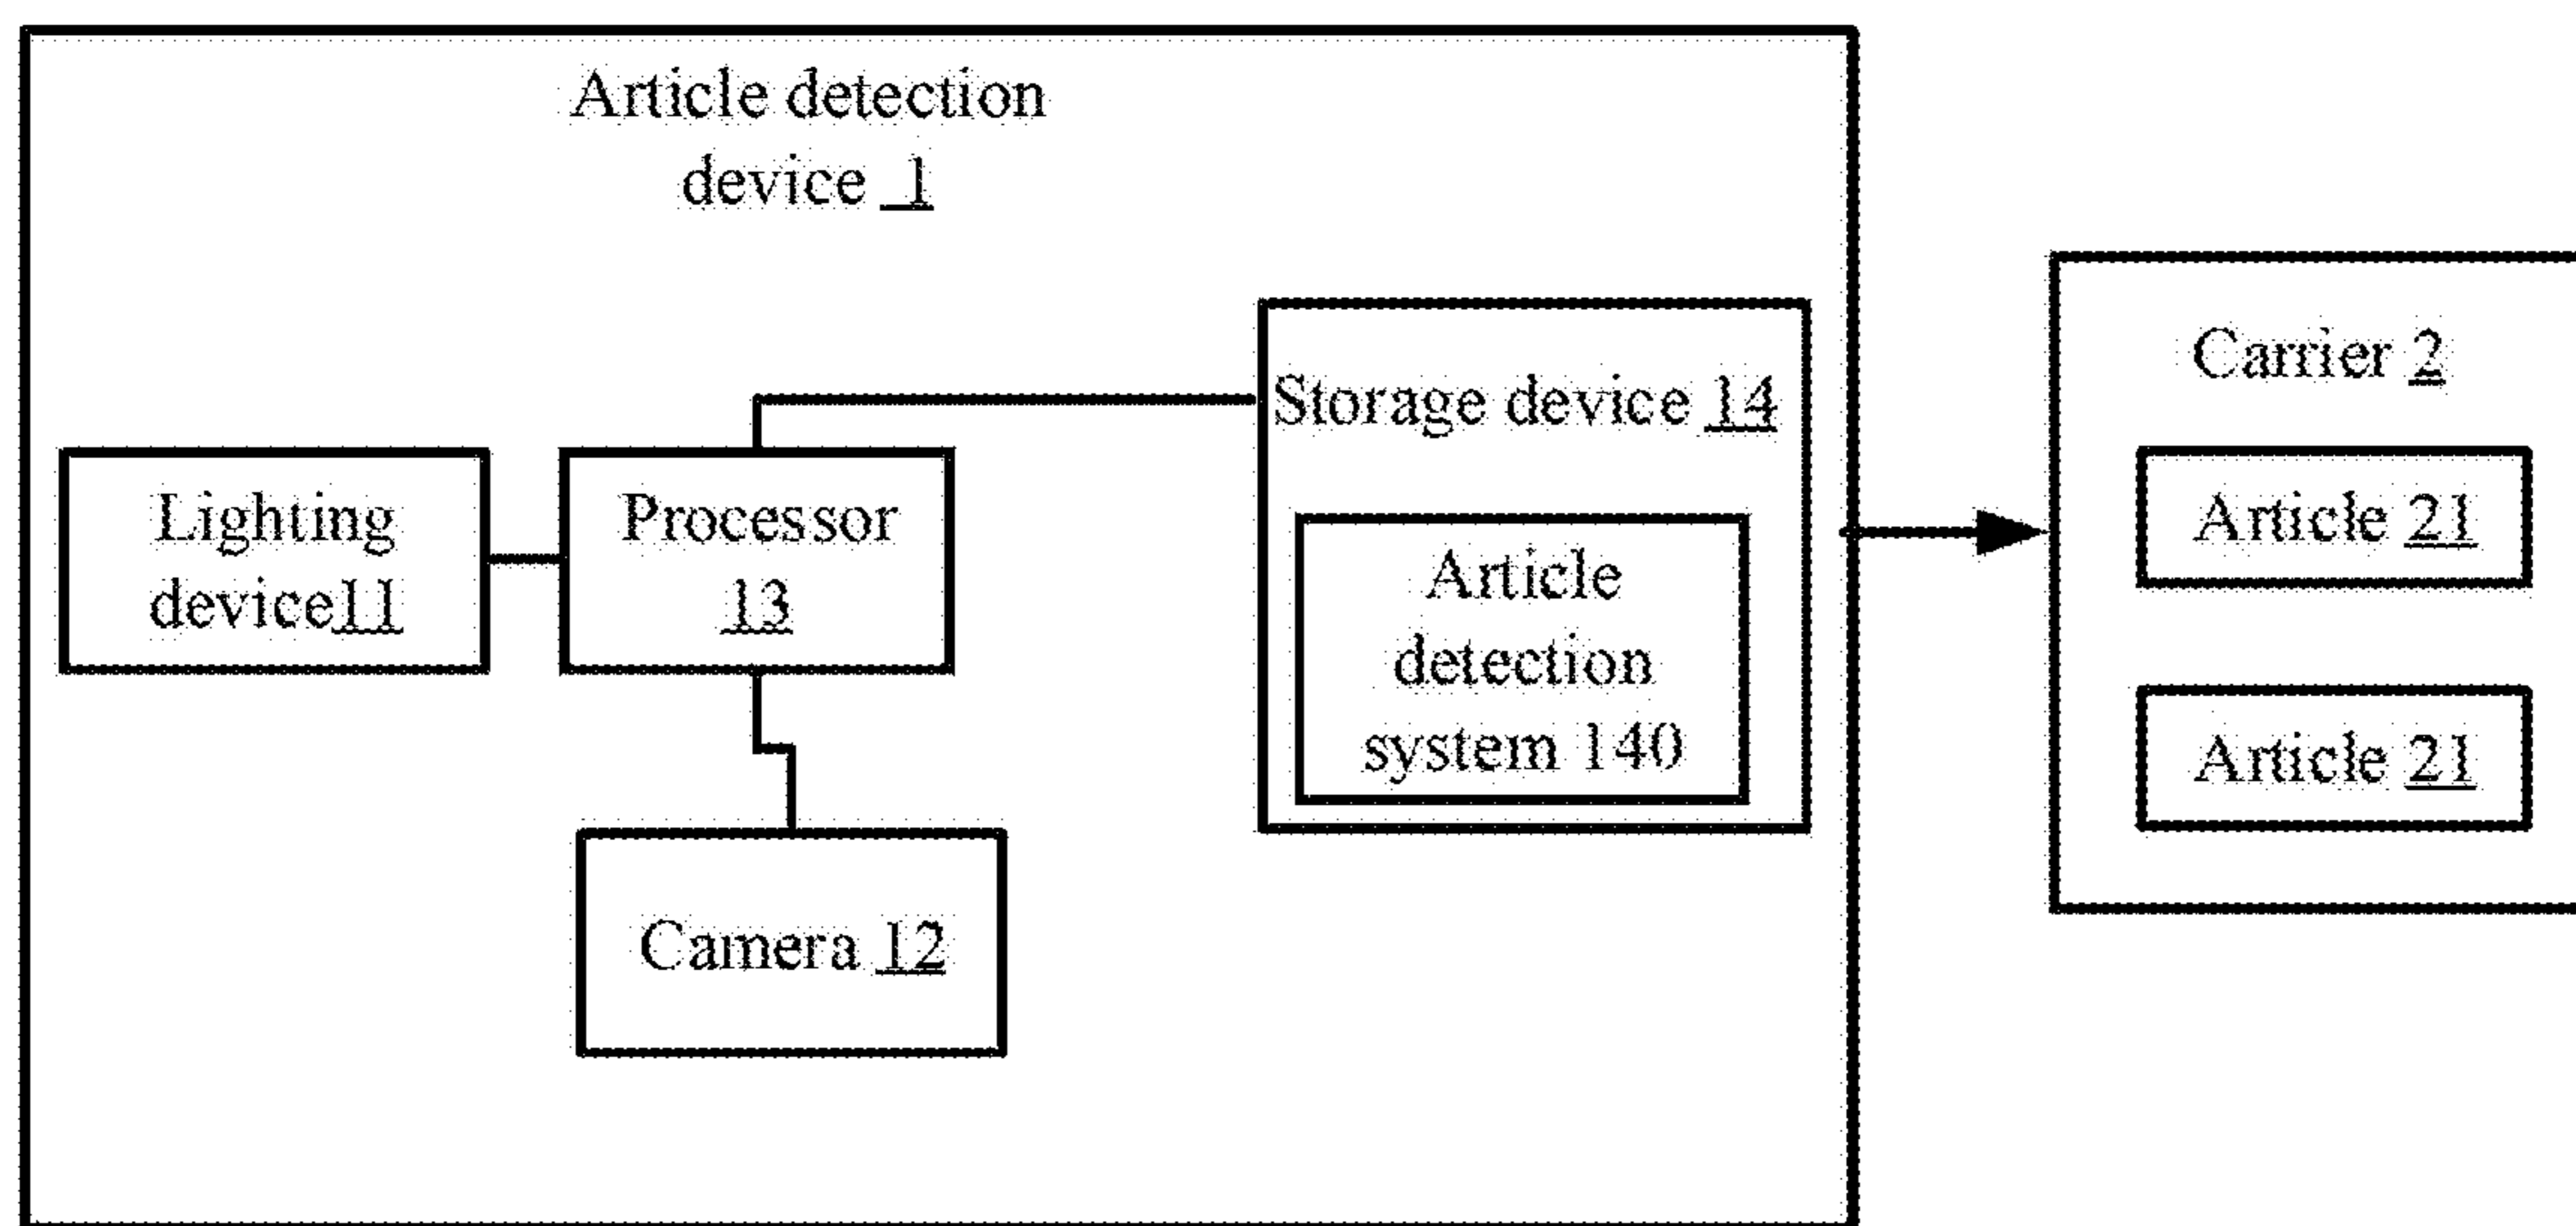 Article detection
device 1
Storage device 14
Carrier 2
Lighting
device11
Processor
13
Article
detection
system 140
Article 21
Article 21
Camera 12